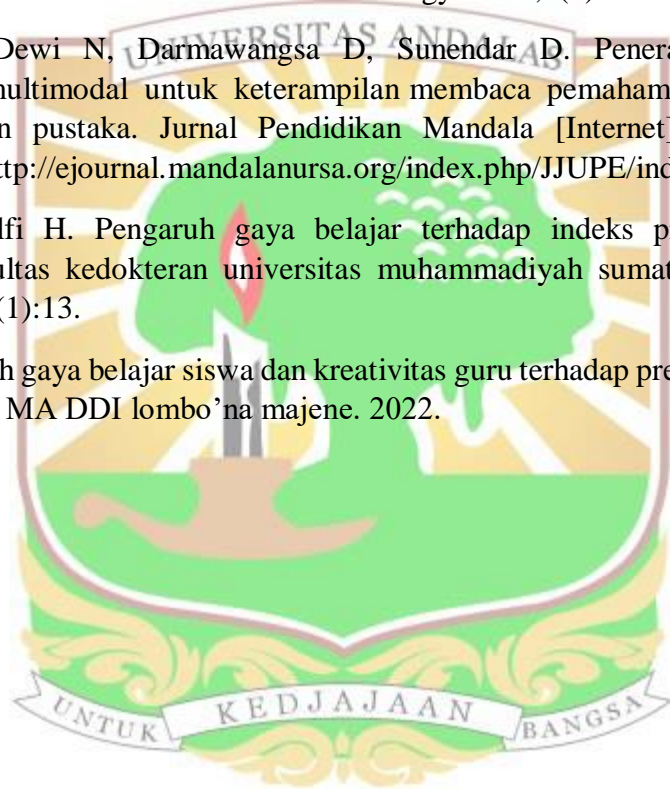 UNIVERSITAS ANDALAS
Dewi N, Darmawangsa D, Sunendar D. Penera
multimodal untuk keterampilan membaca pemaham
n pustaka. Jurnal Pendidikan Mandala [Internet]
ttp://ejournal.mandalanursa.org/index.php/JJUPE/ind
lfi H. Pengaruh gaya belajar terhadap indeks p
ultas kedokteran universitas muhammadiyah sumat
(1):13.
h gaya belajar siswa dan kreativitas guru terhadap pre
MA DDI lombo’na majene. 2022.
UNTUK KEDJAJAAN BANGSA